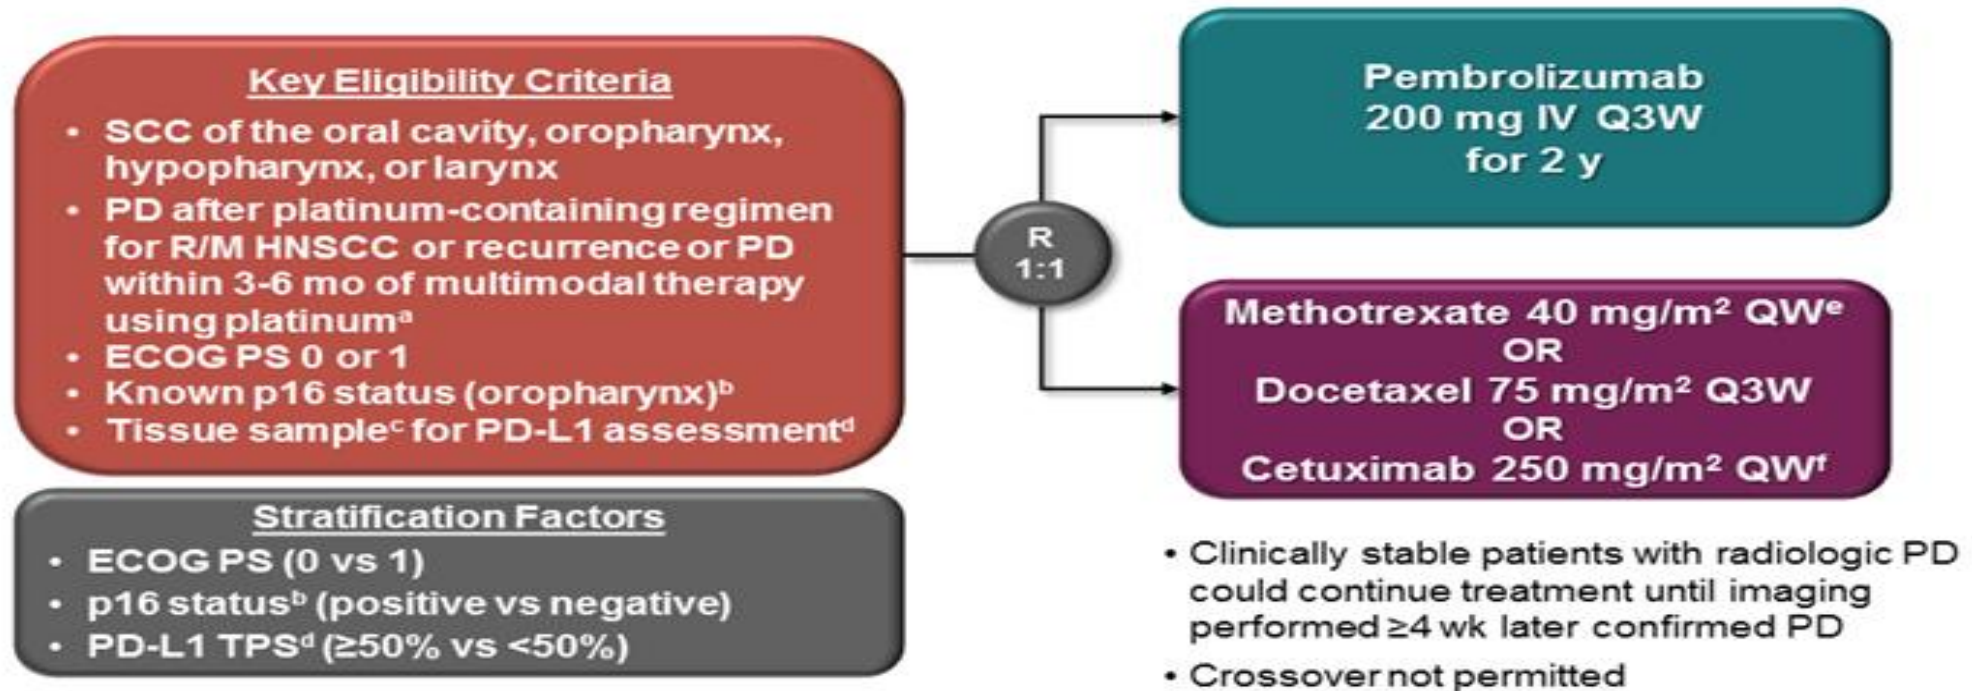 Key Eligibility Criteria
• SCC of the oral cavity, oropharynx,
hypopharynx, or larynx
• PD after platinum-containing regimen
for R/M HNSCC or recurrence or PD
within 3-6 mo of multimodal therapy
using platinumᵃ
• ECOG PS 0 or 1
• Known p16 status (oropharynx)ᵇ
• Tissue sampleᶜ for PD-L1 assessmentᵈ
Stratification Factors
• ECOG PS (0 vs 1)
• p16 statusᵇ (positive vs negative)
• PD-L1 TPSᵈ (≥50% vs <50%)
R
1:1
Pembrolizumab
200 mg IV Q3W
for 2 y
Methotrexate 40 mg/m² QWᵉ
OR
Docetaxel 75 mg/m² Q3W
OR
Cetuximab 250 mg/m² QWᶠ
• Clinically stable patients with radiologic PD
could continue treatment until imaging
performed ≥4 wk later confirmed PD
• Crossover not permitted